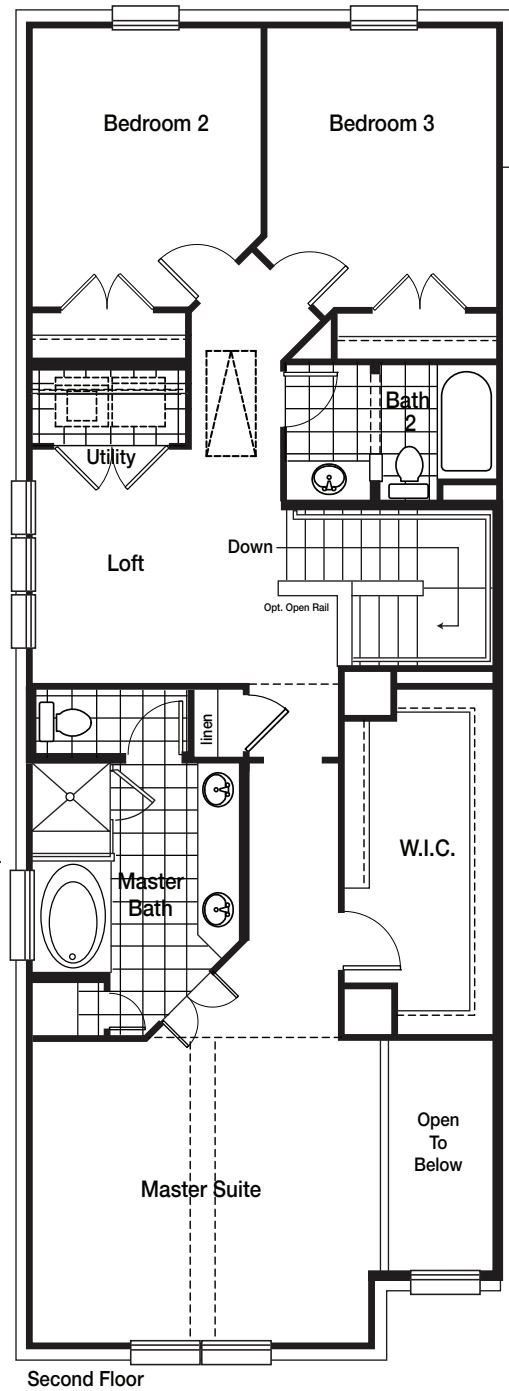 Bedroom 2
Bedroom 3
Bath
2
Utility
Loft
Down
Opt. Open Rail
linen
W.I.C.
Master
Bath
Open
To
Below
Master Suite
Second Floor